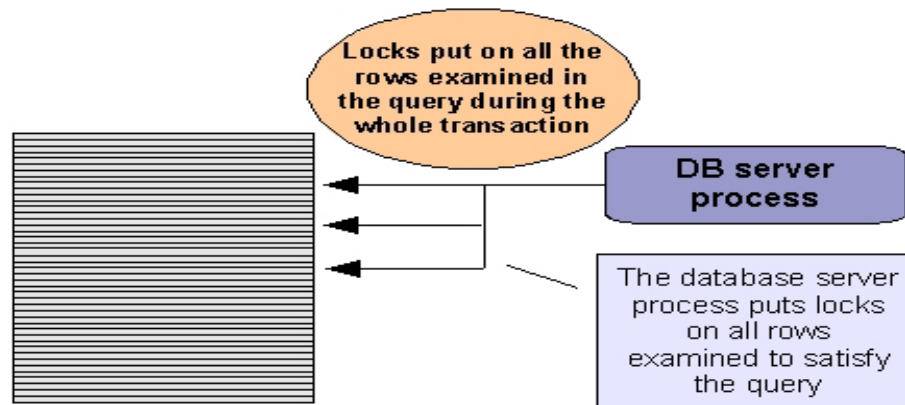 Locks put on all the
rows examined in
the query during the
whole transaction
DB server
process
The database server
process puts locks
on all rows
examined to satisfy
the query